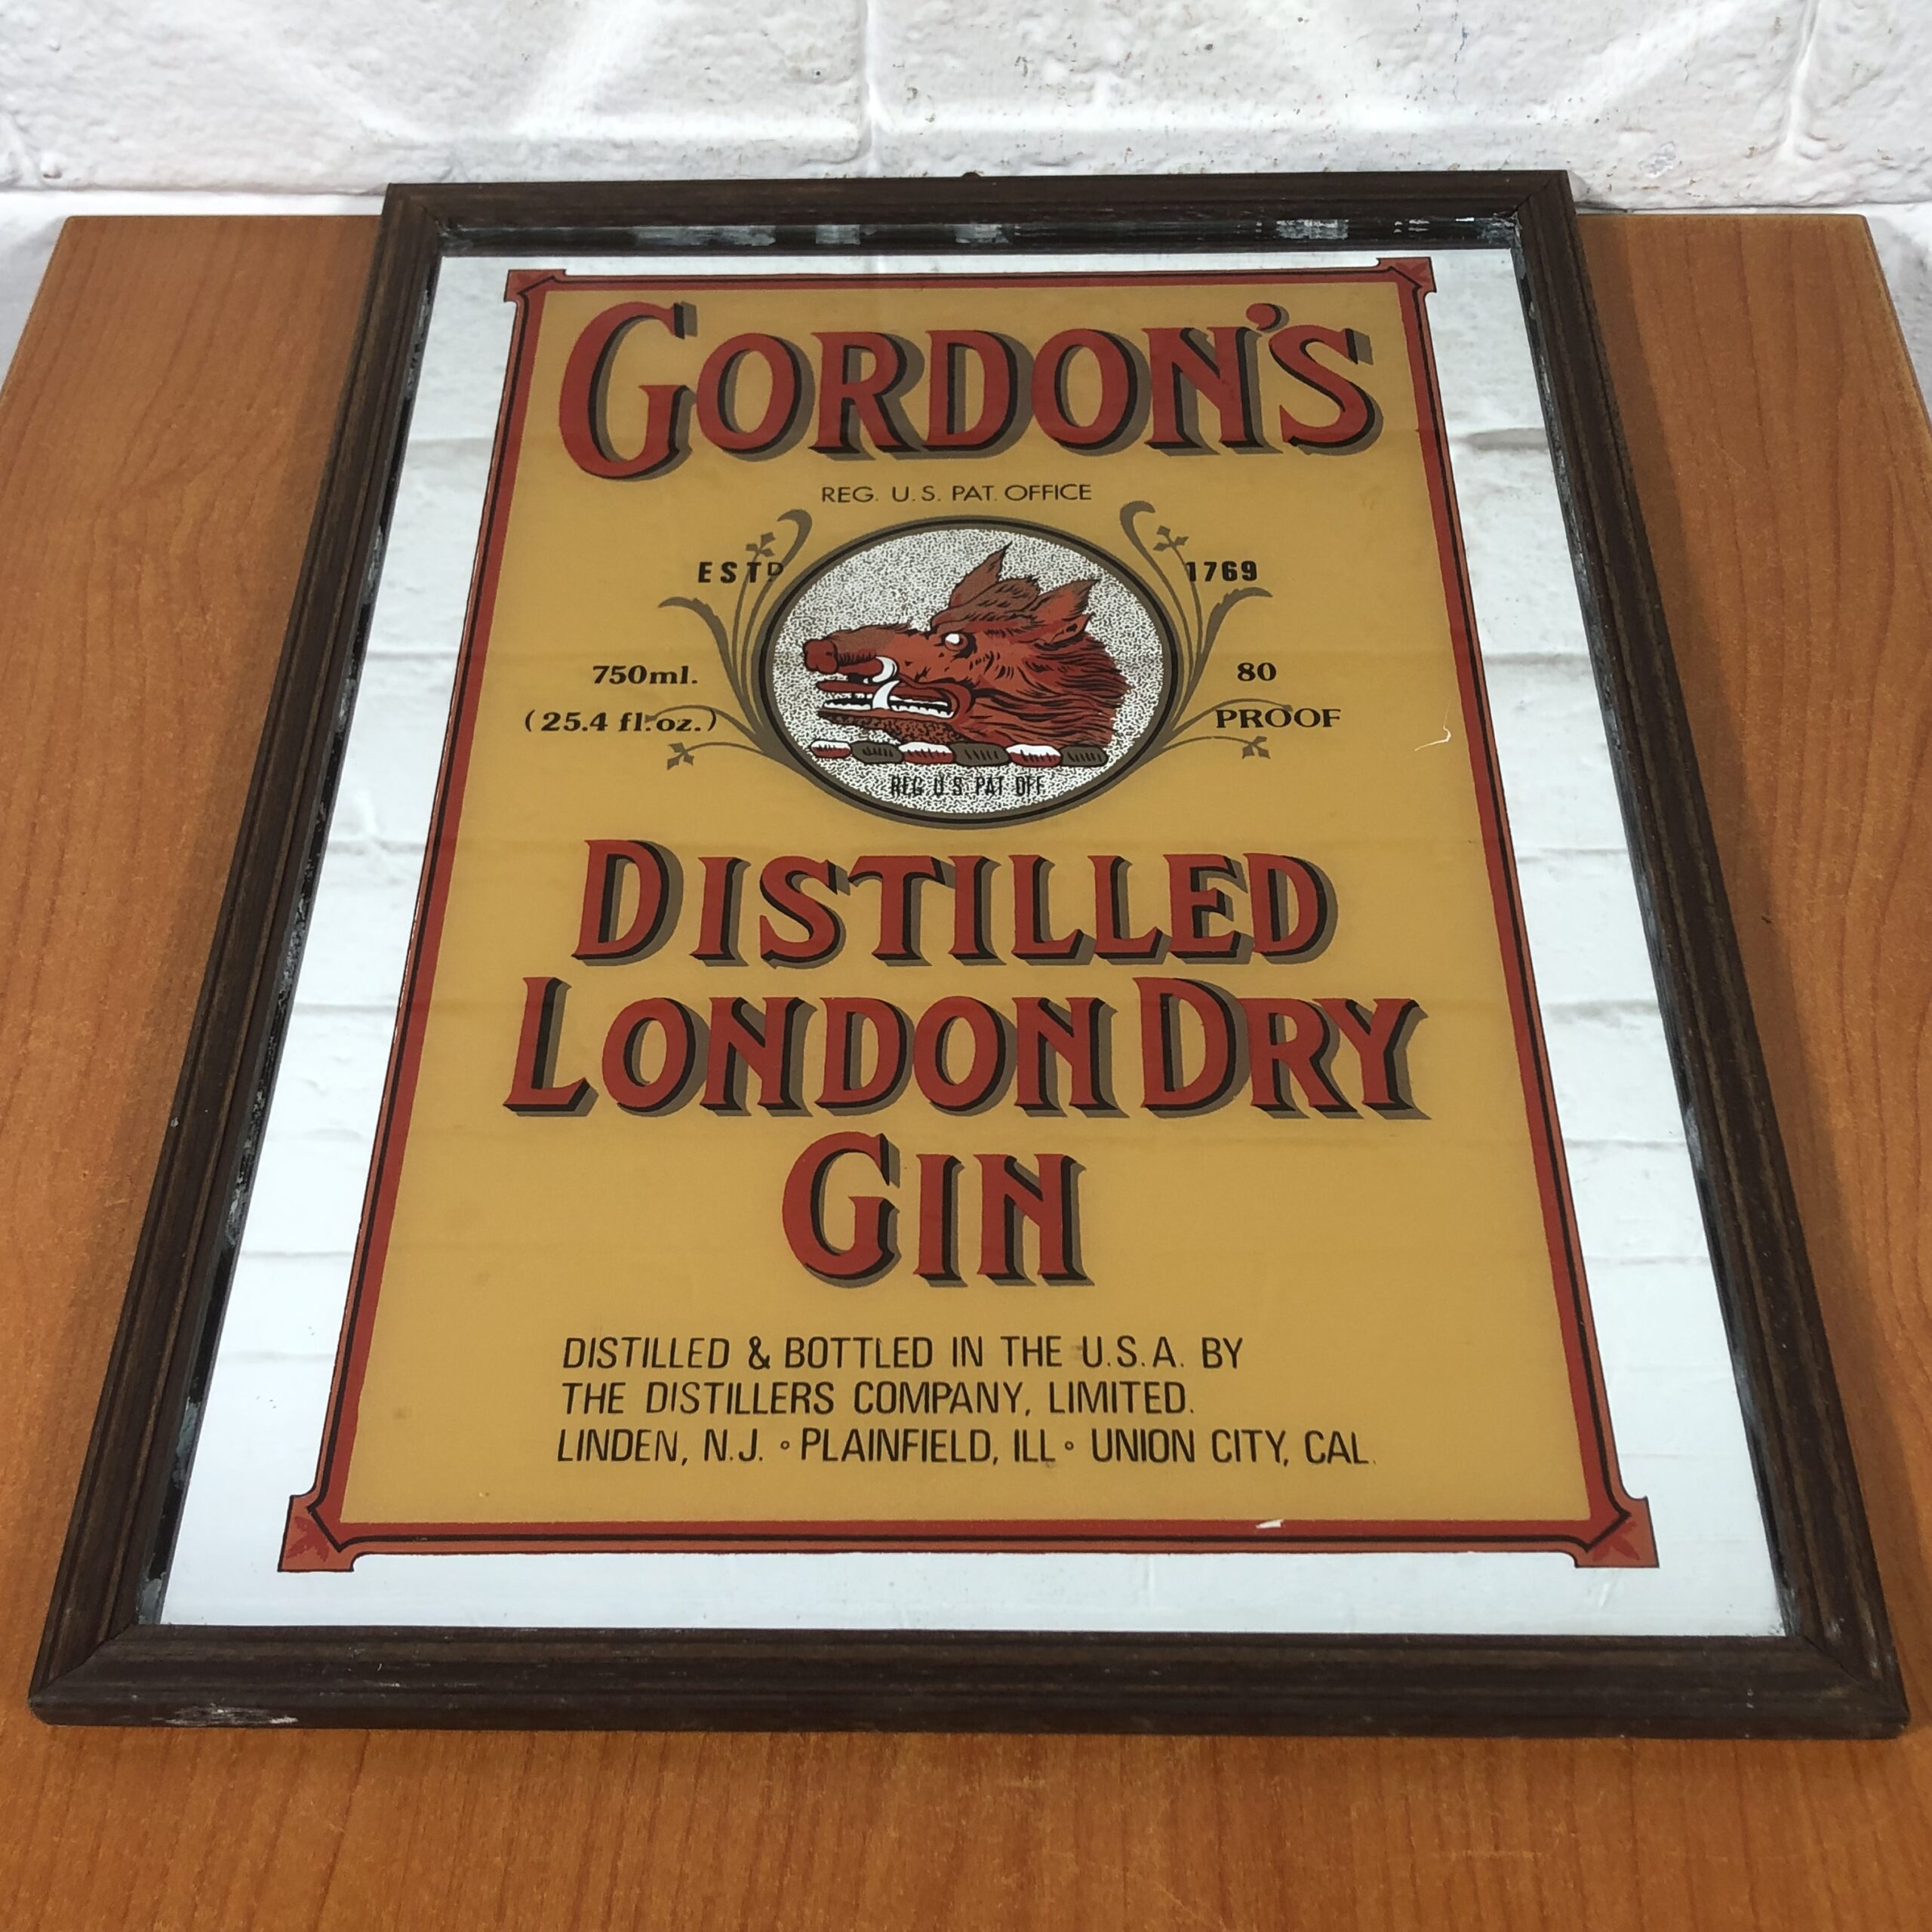 GORDON'S
REG. U.S. PAT. OFFICE
ESTD 1769
750ml. 80
(25.4 fl.oz.) PROOF
REG U.S. PAT OFF
DISTILLED
LONDON DRY
GIN
DISTILLED & BOTTLED IN THE U.S.A. BY
THE DISTILLERS COMPANY, LIMITED.
LINDEN, N.J. ∘ PLAINFIELD, ILL ∘ UNION CITY, CAL.